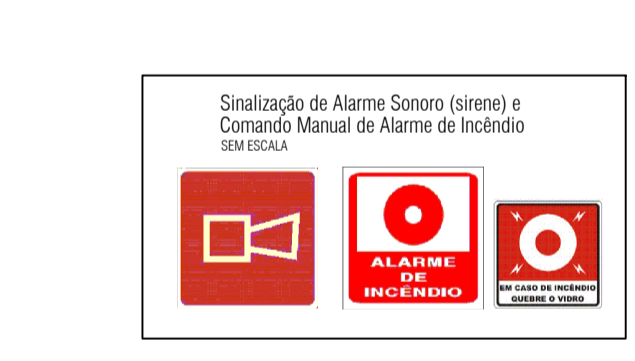 Sinalização de Alarme Sonoro (sirene) e
Comando Manual de Alarme de Incêndio
SEM ESCALA
ALARME
DE
INCÊNDIO
EM CASO DE INCÊNDIO
QUEBRE O VIDRO